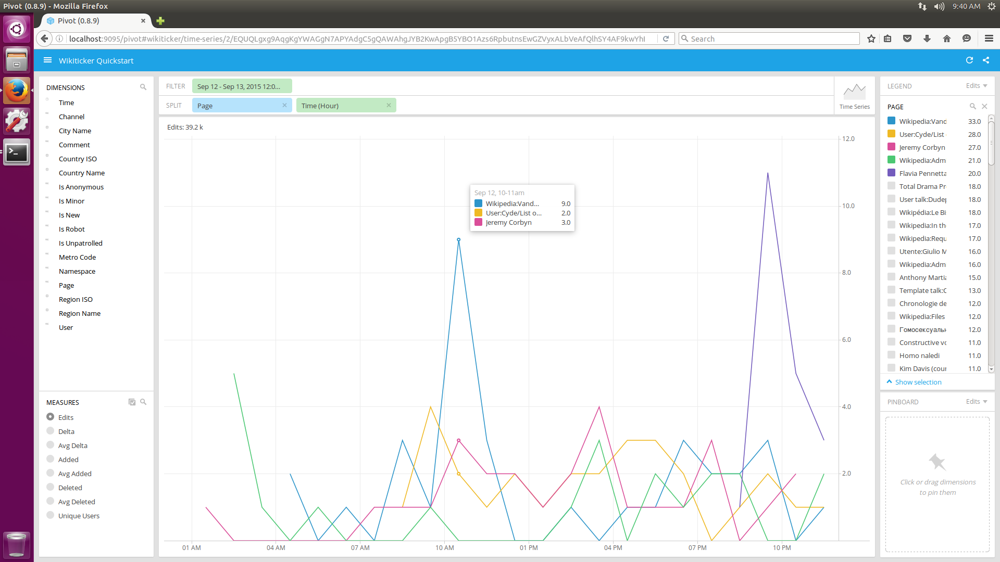 Pivot (0.8.9) - Mozilla Firefox
9:40 AM
Pivot (0.8.9)
localhost:9095/pivot#wikiticker/time-series/2/
Search
Wikiticker Quickstart
DIMENSIONS
Time
Channel
City Name
Comment
Country ISO
Country Name
Is Anonymous
Is Minor
Is New
Is Robot
Is Unpatrolled
Metro Code
Namespace
Page
Region ISO
Region Name
User
MEASURES
Edits
Delta
Avg Delta
Added
Avg Added
Deleted
Avg Deleted
Unique Users
FILTER Sep 12 - Sep 13, 2015 12:0...
SPLIT Page Time (Hour)
Time Series
Edits: 39.2 k
12.0
10.0
8.0
6.0
4.0
2.0
Sep 12, 10-11am
Wikipedia:Vand... 9.0
User:Cyde/List o... 2.0
Jeremy Corbyn 3.0
01 AM 04 AM 07 AM 10 AM 01 PM 04 PM 07 PM 10 PM
LEGEND Edits
PAGE
Wikipedia:Vand 33.0
User:Cyde/List 28.0
Jeremy Corbyn 27.0
Wikipedia:Adm 21.0
Flavia Pennetta 20.0
Total Drama Pr 18.0
User talk:Dudep 18.0
Wikipédia:Le Bi 18.0
Wikipedia:In th 17.0
Wikipedia:Requ 17.0
Utente:Giulio M 16.0
Wikipedia:Adm 16.0
Anthony Martia 15.0
Template talk:C 13.0
Chronologie de 12.0
Wikipedia:Files 12.0
Гомосексуаль 12.0
Constructive vo 11.0
Homo naledi 11.0
Kim Davis (cour 11.0
Show selection
PINBOARD Edits
Click or drag dimensions
to pin them